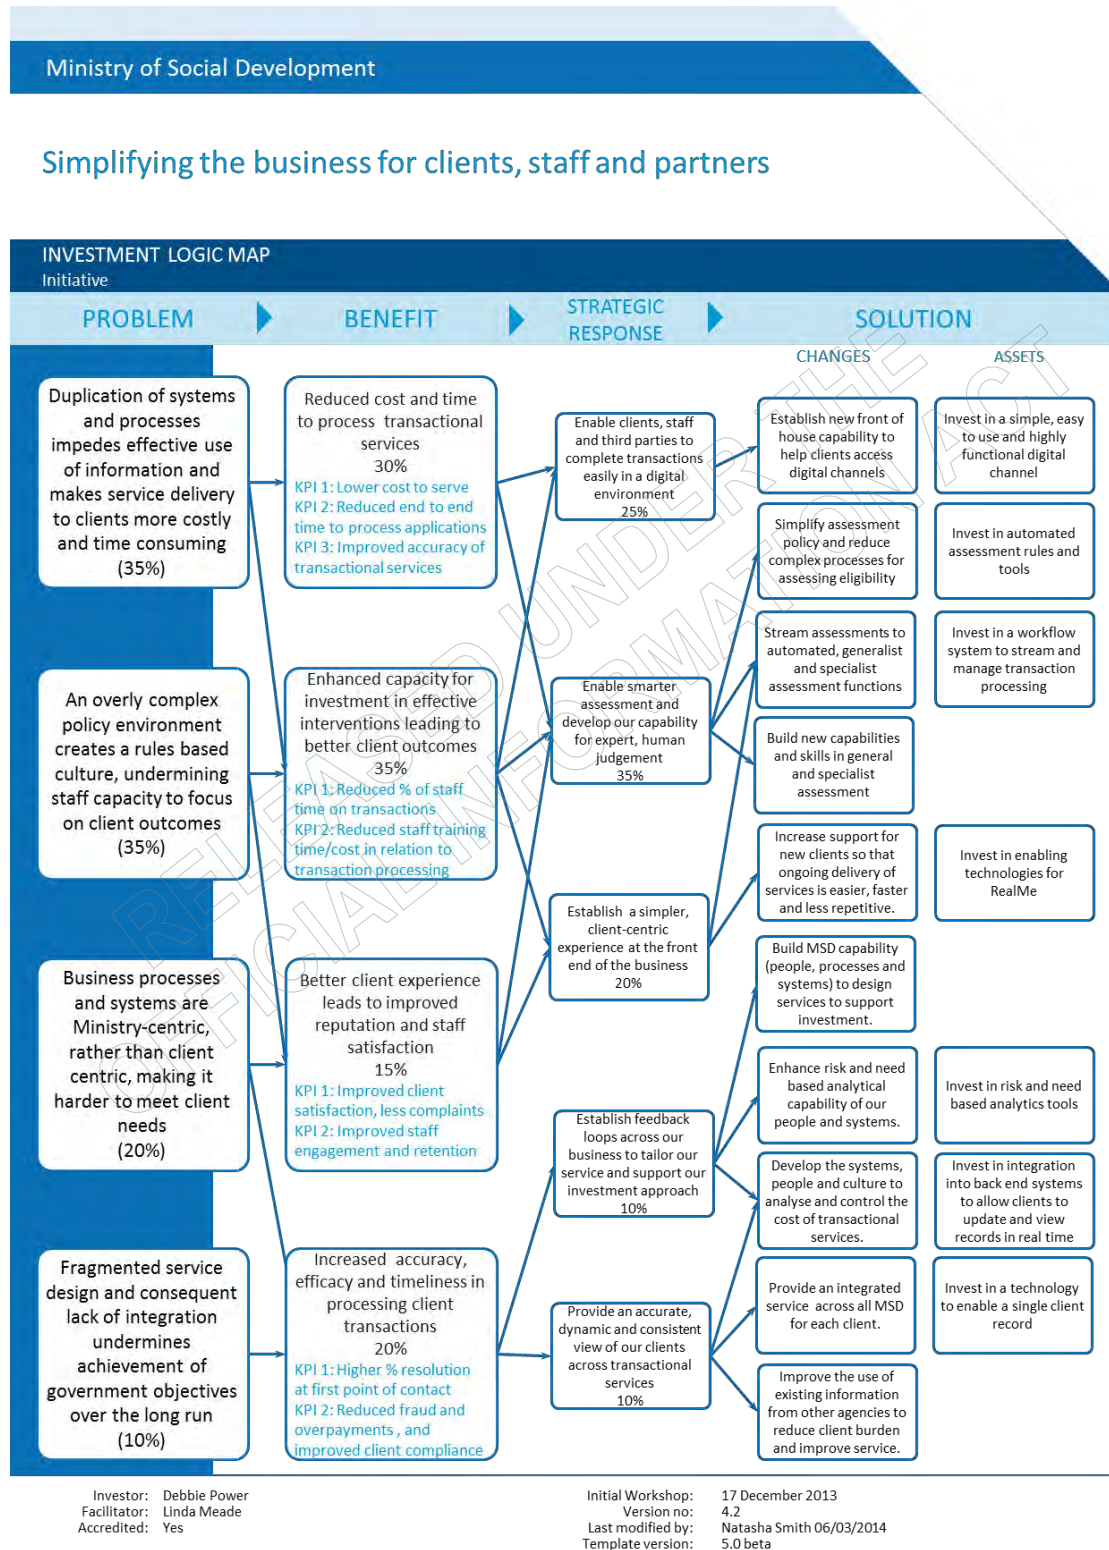 Ministry of Social Development
Simplifying the business for clients, staff and partners
INVESTMENT LOGIC MAP
Initiative
PROBLEM
BENEFIT
STRATEGIC
RESPONSE
SOLUTION
CHANGES
ASSETS
Duplication of systems
and processes
impedes effective use
of information and
makes service delivery
to clients more costly
and time consuming
(35%)
An overly complex
policy environment
creates a rules based
culture, undermining
staff capacity to focus
on client outcomes
(35%)
Business processes
and systems are
Ministry-centric,
rather than client
centric, making it
harder to meet client
needs
(20%)
Fragmented service
design and consequent
lack of integration
undermines
achievement of
government objectives
over the long run
(10%)
Reduced cost and time
to process transactional
services
30%
KPI 1: Lower cost to serve
KPI 2: Reduced end to end
time to process applications
KPI 3: Improved accuracy of
transactional services
Enhanced capacity for
investment in effective
interventions leading to
better client outcomes
35%
KPI 1: Reduced % of staff
time on transactions
KPI 2: Reduced staff training
time/cost in relation to
transaction processing
Better client experience
leads to improved
reputation and staff
satisfaction
15%
KPI 1: Improved client
satisfaction, less complaints
KPI 2: Improved staff
engagement and retention
Increased accuracy,
efficacy and timeliness in
processing client
transactions
20%
KPI 1: Higher % resolution
at first point of contact
KPI 2: Reduced fraud and
overpayments , and
improved client compliance
Enable clients, staff
and third parties to
complete transactions
easily in a digital
environment
25%
Enable smarter
assessment and
develop our capability
for expert, human
judgement
35%
Establish a simpler,
client-centric
experience at the front
end of the business
20%
Establish feedback
loops across our
business to tailor our
service and support our
investment approach
10%
Provide an accurate,
dynamic and consistent
view of our clients
across transactional
services
10%
Establish new front of
house capability to
help clients access
digital channels
Simplify assessment
policy and reduce
complex processes for
assessing eligibility
Stream assessments to
automated, generalist
and specialist
assessment functions
Build new capabilities
and skills in general
and specialist
assessment
Increase support for
new clients so that
ongoing delivery of
services is easier, faster
and less repetitive.
Build MSD capability
(people, processes and
systems) to design
services to support
investment.
Enhance risk and need
based analytical
capability of our
people and systems.
Develop the systems,
people and culture to
analyse and control the
cost of transactional
services.
Provide an integrated
service across all MSD
for each client.
Improve the use of
existing information
from other agencies to
reduce client burden
and improve service.
Invest in a simple, easy
to use and highly
functional digital
channel
Invest in automated
assessment rules and
tools
Invest in a workflow
system to stream and
manage transaction
processing
Invest in enabling
technologies for
RealMe
Invest in risk and need
based analytics tools
Invest in integration
into back end systems
to allow clients to
update and view
records in real time
Invest in a technology
to enable a single client
record
RELEASED UNDER THE
OFFICIAL INFORMATION ACT
Investor: Debbie Power
Facilitator: Linda Meade
Accredited: Yes
Initial Workshop: 17 December 2013
Version no: 4.2
Last modified by: Natasha Smith 06/03/2014
Template version: 5.0 beta